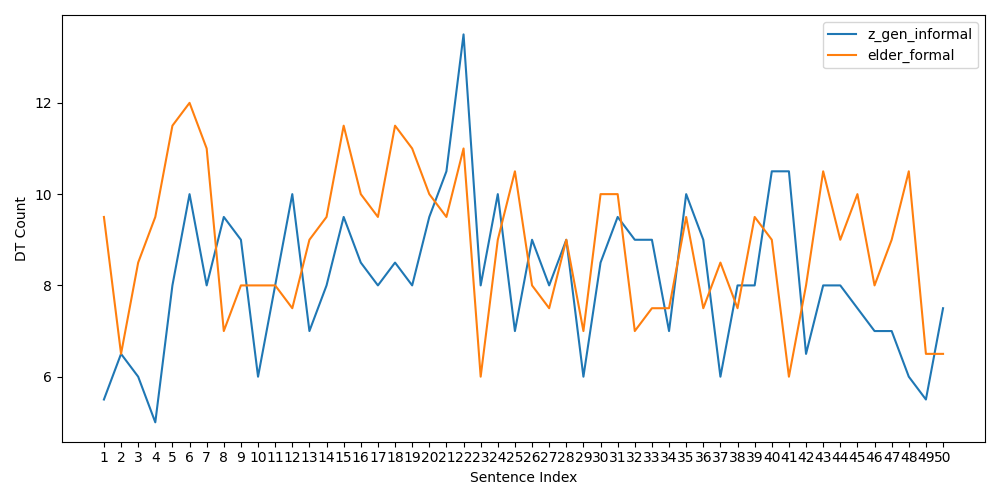 z_gen_informal
elder_formal
DT Count
12
10
8
6
1 2 3 4 5 6 7 8 9 10 11 12 13 14 15 16 17 18 19 20 21 22 23 24 25 26 27 28 29 30 31 32 33 34 35 36 37 38 39 40 41 42 43 44 45 46 47 48 49 50
Sentence Index